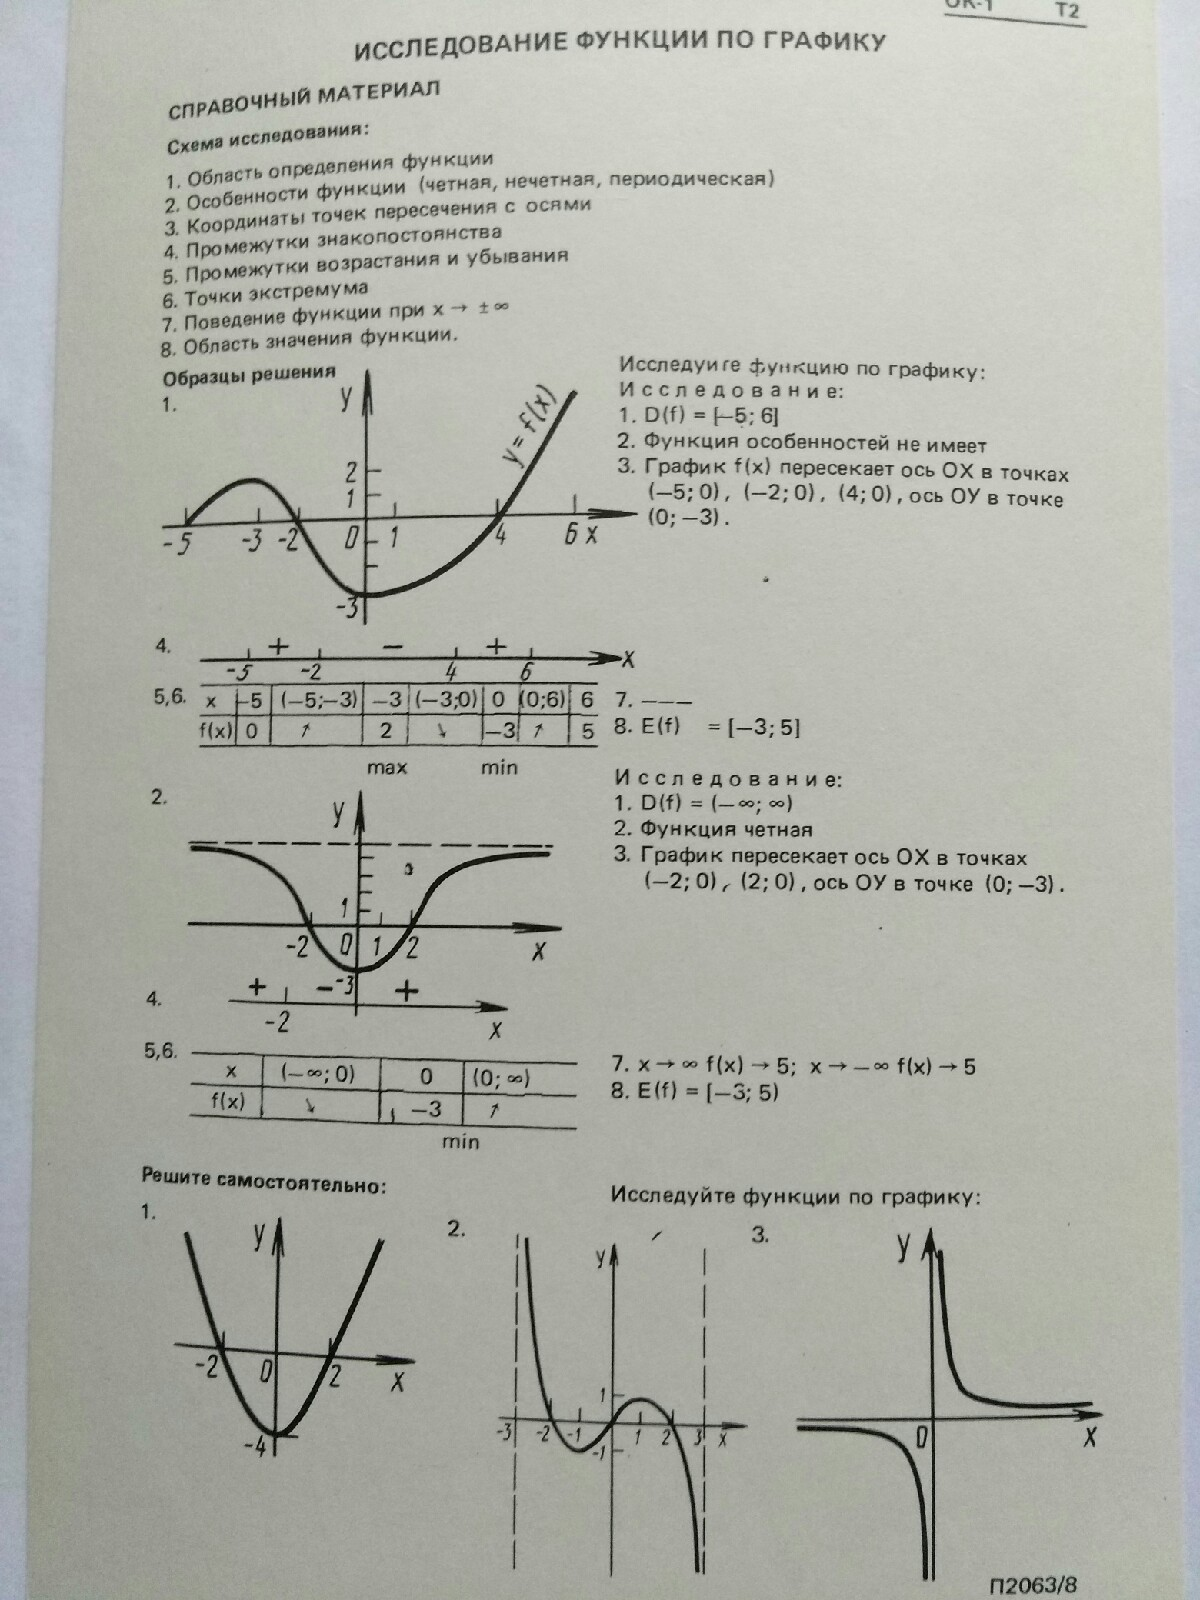 ОК-1 Т2
ИССЛЕДОВАНИЕ ФУНКЦИИ ПО ГРАФИКУ
СПРАВОЧНЫЙ МАТЕРИАЛ
Схема исследования:
1. Область определения функции
2. Особенности функции (четная, нечетная, периодическая)
3. Координаты точек пересечения с осями
4. Промежутки знакопостоянства
5. Промежутки возрастания и убывания
6. Точки экстремума
7. Поведение функции при x → ± ∞
8. Область значения функции.
Образцы решения
1.
y
y = f(x)
2
1
-5 -3 -2 0 1 4 6 x
-3
Исследуите функцию по графику:
Исследование:
1. D(f) = [—5; 6]
2. Функция особенностей не имеет
3. График f(x) пересекает ось OX в точках
(—5; 0), (—2; 0), (4; 0), ось ОУ в точке
(0; —3).
4. + — + x
-5 -2 4 6
5,6. x —5 (—5;—3) —3 (—3;0) 0 (0;6) 6
f(x) 0 ↗ 2 ↘ —3 ↗ 5
max min
7. ———
8. E(f) = [—3; 5]
2.
y
1
-2 0 1 2 x
-3
Исследование:
1. D(f) = (—∞; ∞)
2. Функция четная
3. График пересекает ось OX в точках
(—2; 0), (2; 0), ось ОУ в точке (0; —3).
4. + — +
-2 x
5,6.
x (—∞; 0) 0 (0; ∞)
f(x) ↘ —3 ↗
min
7. x → ∞ f(x) → 5; x → — ∞ f(x) → 5
8. E(f) = [—3; 5)
Решите самостоятельно:
Исследуйте функции по графику:
1.
y
-2 0 2 x
-4
2.
y
1
-3 -2 -1 1 2 3 x
-1
3.
y
0 x
П2063/8